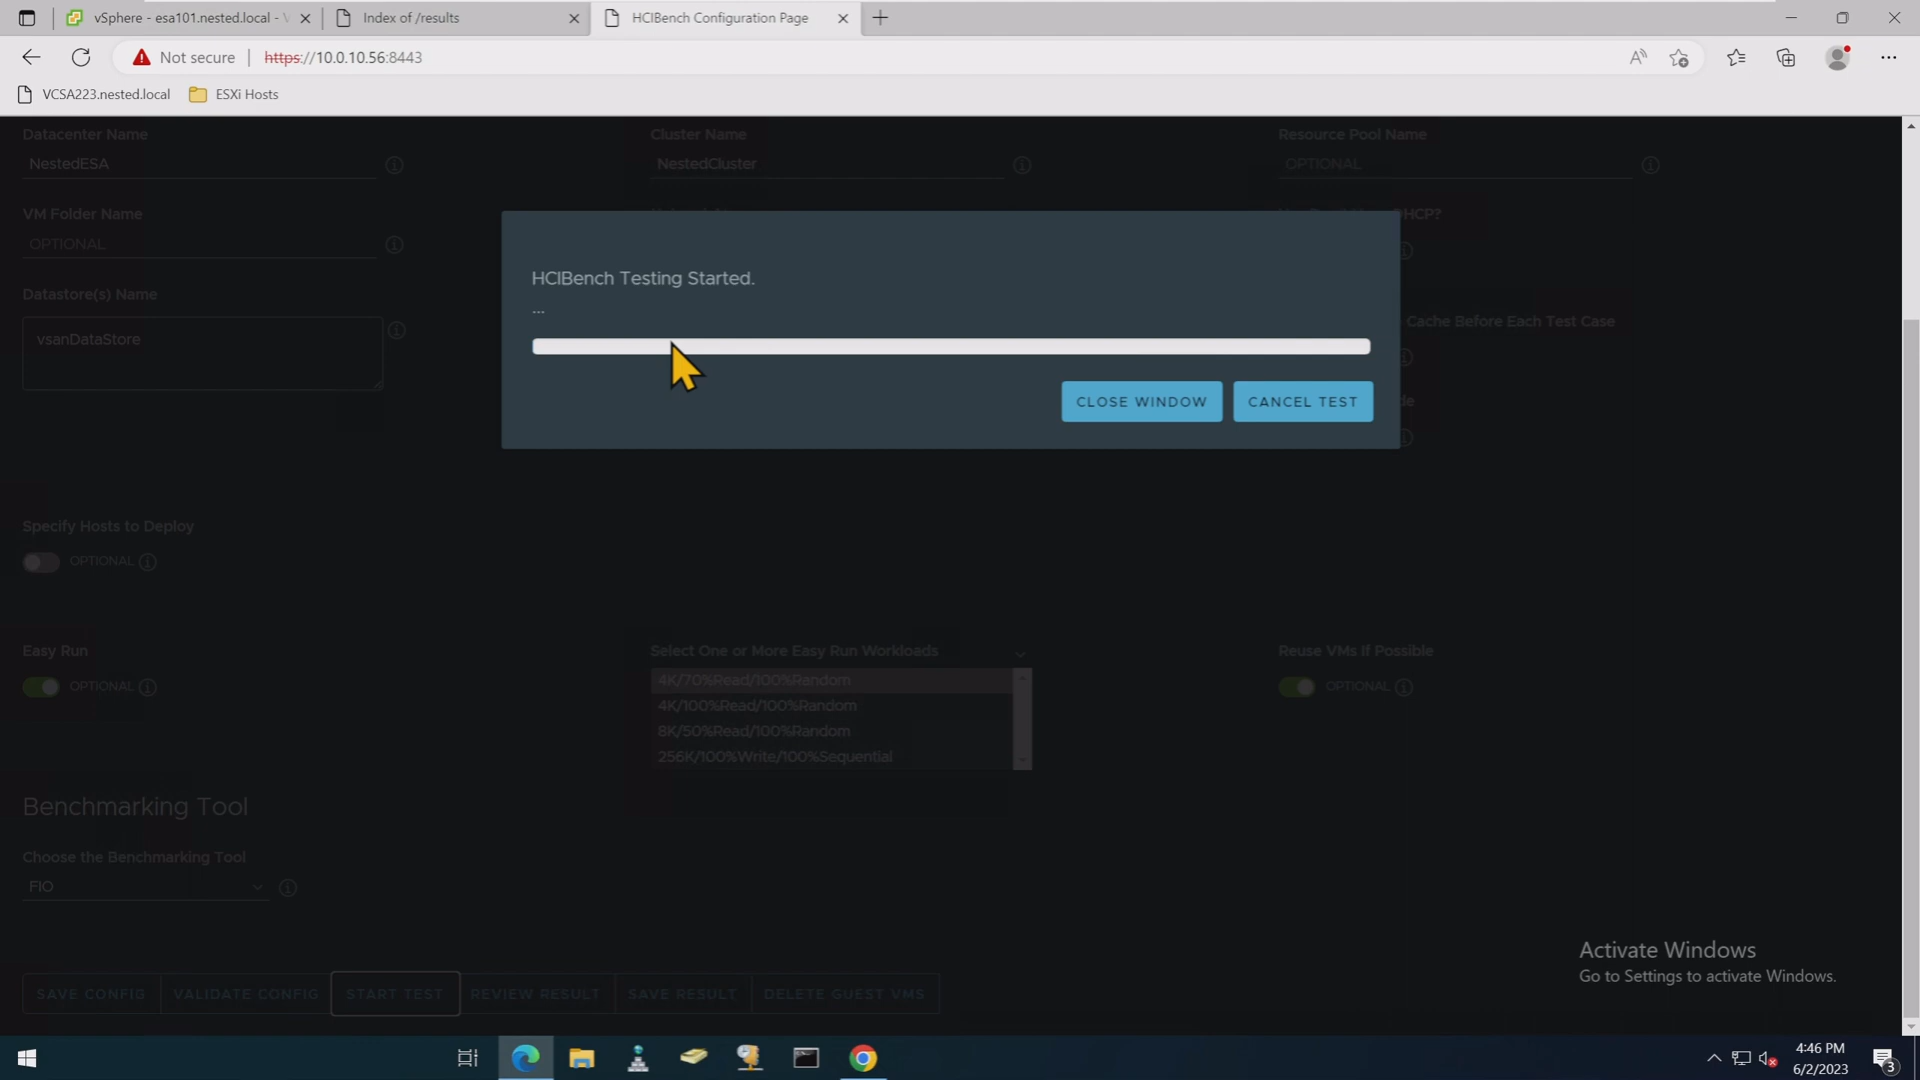 vSphere - esa101.nested.local - V
Index of /results
HCIBench Configuration Page
Not secure
https://10.0.10.56:8443
VCSA223.nested.local
ESXi Hosts
Datacenter Name
Cluster Name
Resource Pool Name
NestedESA
NestedCluster
OPTIONAL
VM Folder Name
DHCP?
OPTIONAL
HCIBench Testing Started.
...
Datastore(s) Name
Cache Before Each Test Case
vsanDataStore
CLOSE WINDOW
CANCEL TEST
de
Specify Hosts to Deploy
OPTIONAL
Easy Run
Select One or More Easy Run Workloads
Reuse VMs If Possible
OPTIONAL
4K/70%Read/100%Random
OPTIONAL
4K/100%Read/100%Random
8K/50%Read/100%Random
256K/100%Write/100%Sequential
Benchmarking Tool
Choose the Benchmarking Tool
FIO
Activate Windows
Go to Settings to activate Windows.
SAVE CONFIG
VALIDATE CONFIG
START TEST
REVIEW RESULT
SAVE RESULT
DELETE GUEST VMS
4:46 PM
6/2/2023
3